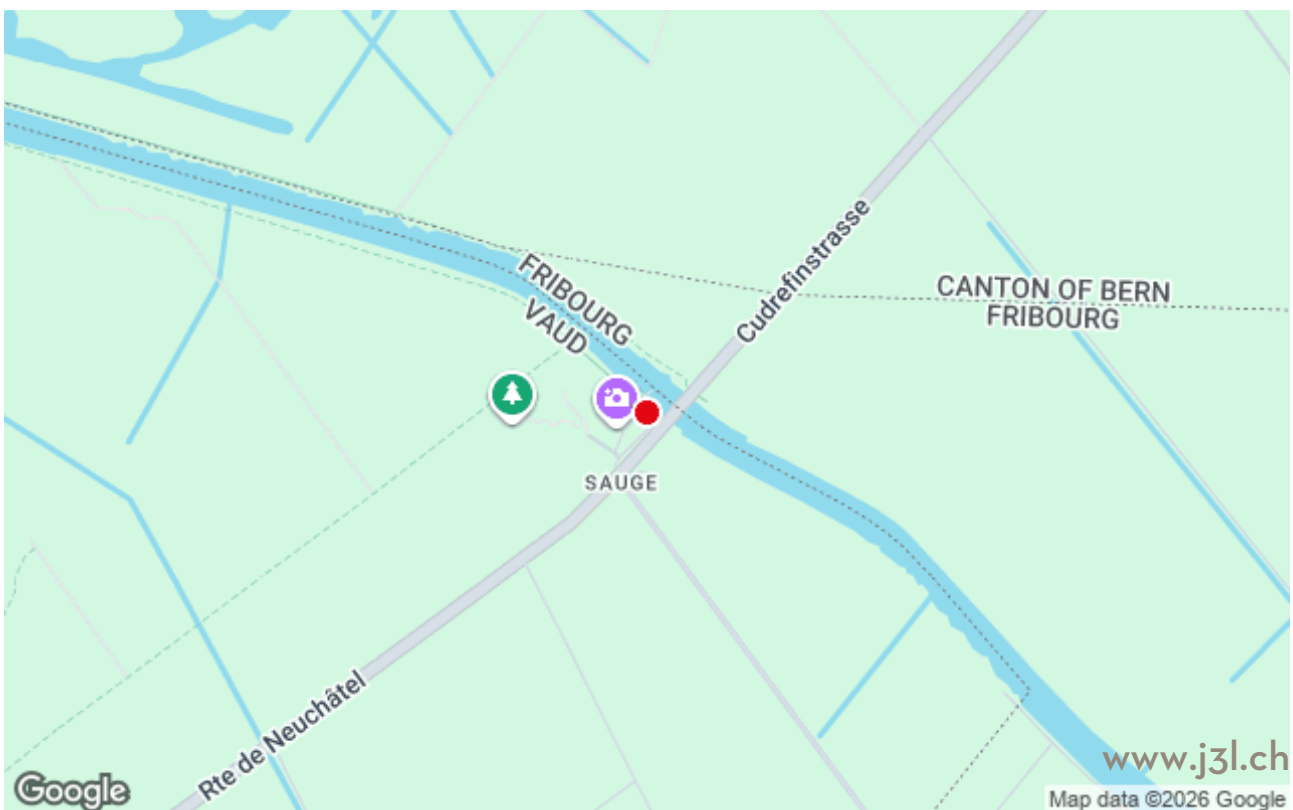 FRIBOURG
VAUD
Cudrefinstrasse
CANTON OF BERN
FRIBOURG
SAUGE
Rte de Neuchâtel
www.j3l.ch
Google
Map data ©2026 Google